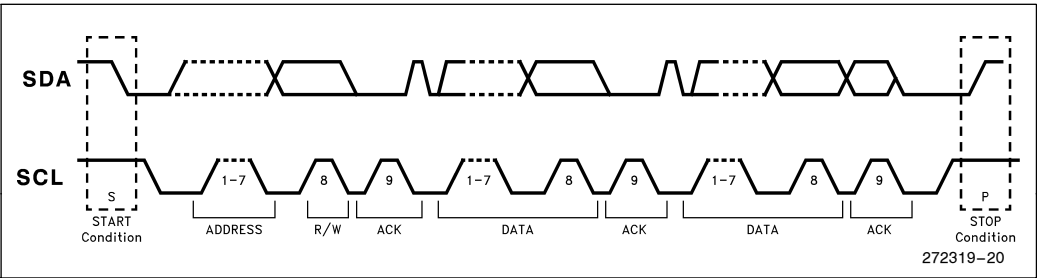 SDA
SCL
1-7 8 9 1-7 8 9 1-7 8 9
S P
START
Condition
ADDRESS R/W ACK DATA ACK DATA ACK
STOP
Condition
272319-20